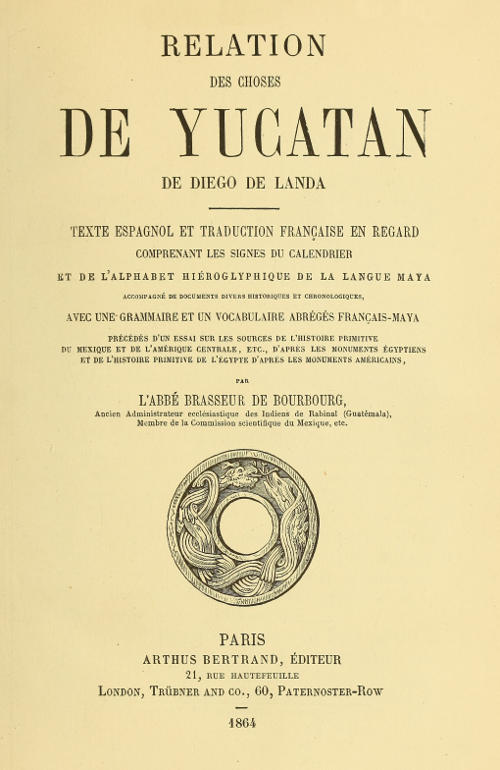 RELATION
DES CHOSES
DE YUCATAN
DE DIEGO DE LANDA
TEXTE ESPAGNOL ET TRADUCTION FRANÇAISE EN REGARD
COMPRENANT LES SIGNES DU CALENDRIER
ET DE L'ALPHABET HIÉROGLYPHIQUE DE LA LANGUE MAYA
ACCOMPAGNÉ DE DOCUMENTS DIVERS HISTORIQUES ET CHRONOLOGIQUES,
AVEC UNE GRAMMAIRE ET UN VOCABULAIRE ABRÉGÉS FRANÇAIS-MAYA
PRÉCÉDÉS D'UN ESSAI SUR LES SOURCES DE L'HISTOIRE PRIMITIVE
DU MEXIQUE ET DE L'AMÉRIQUE CENTRALE, ETC., D'APRÈS LES MONUMENTS ÉGYPTIENS
ET DE L'HISTOIRE PRIMITIVE DE L'ÉGYPTE D'APRÈS LES MONUMENTS AMÉRICAINS,
PAR
L'ABBÉ BRASSEUR DE BOURBOURG,
Ancien Administrateur ecclésiastique des Indiens de Rabinal (Guatémala),
Membre de la Commission scientifique du Mexique, etc.
PARIS
ARTHUS BERTRAND, ÉDITEUR
21, RUE HAUTEFEUILLE
LONDON, TRÜBNER AND CO., 60, PATERNOSTER-ROW
1864